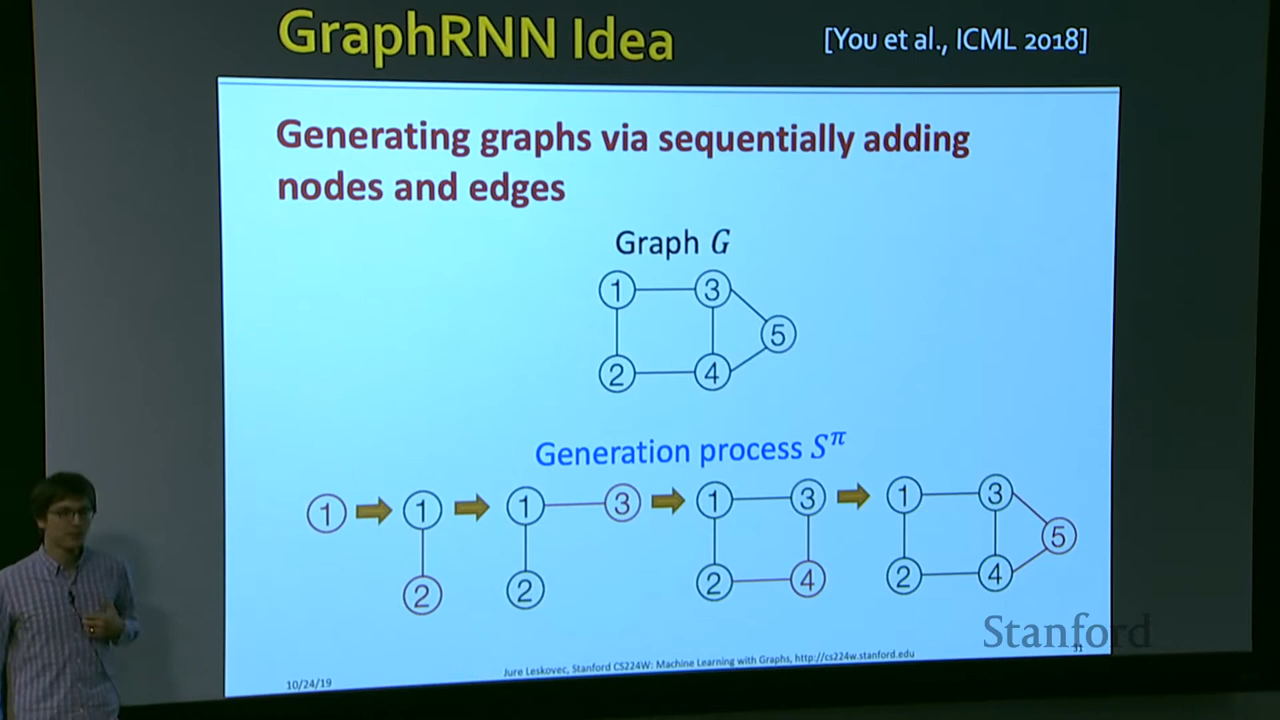 GraphRNN Idea
[You et al., ICML 2018]
Generating graphs via sequentially adding
nodes and edges
Graph G
1 3
5
2 4
Generation process S^π
1 1 1 3 1 3 1 3
5
2 2 2 4 2 4
Stanford
31
Jure Leskovec, Stanford CS224W: Machine Learning with Graphs, http://cs224w.stanford.edu
10/24/19